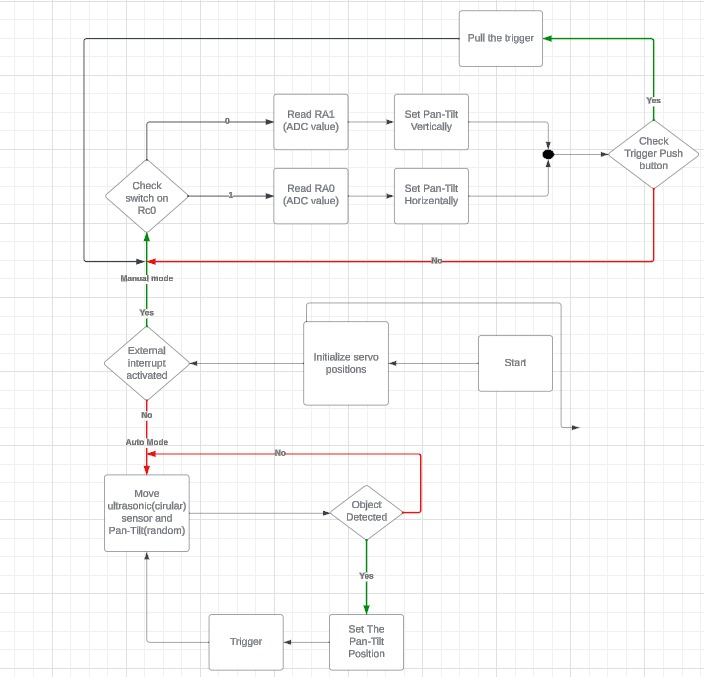 Pull the trigger
Yes
0
Read RA1
(ADC value)
Set Pan-Tilt
Vertically
Check
Trigger Push
button
Check
switch on
Rc0
1
Read RA0
(ADC value)
Set Pan-Tilt
Horizentally
No
Manual mode
Yes
External
interrupt
activated
Initialize servo
positions
Start
No
Auto Mode
No
Move
ultrasonic(cirular)
sensor and
Pan-Tilt(random)
Object
Detected
Yes
Trigger
Set The
Pan-Tilt
Position